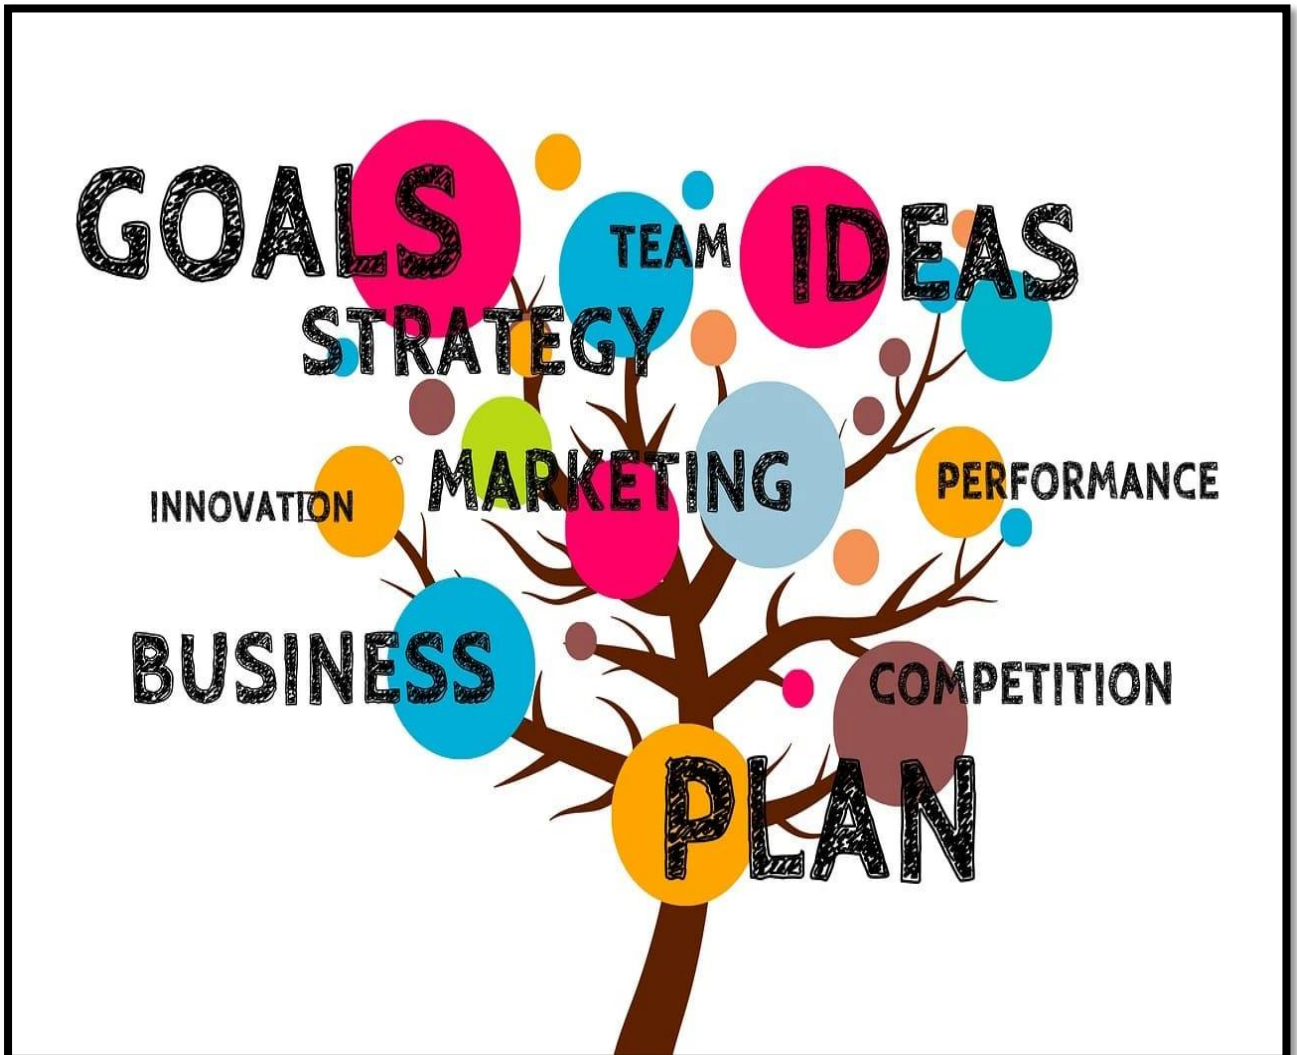 GOALS
TEAM
IDEAS
STRATEGY
MARKETING
PERFORMANCE
INNOVATION
BUSINESS
COMPETITION
PLAN